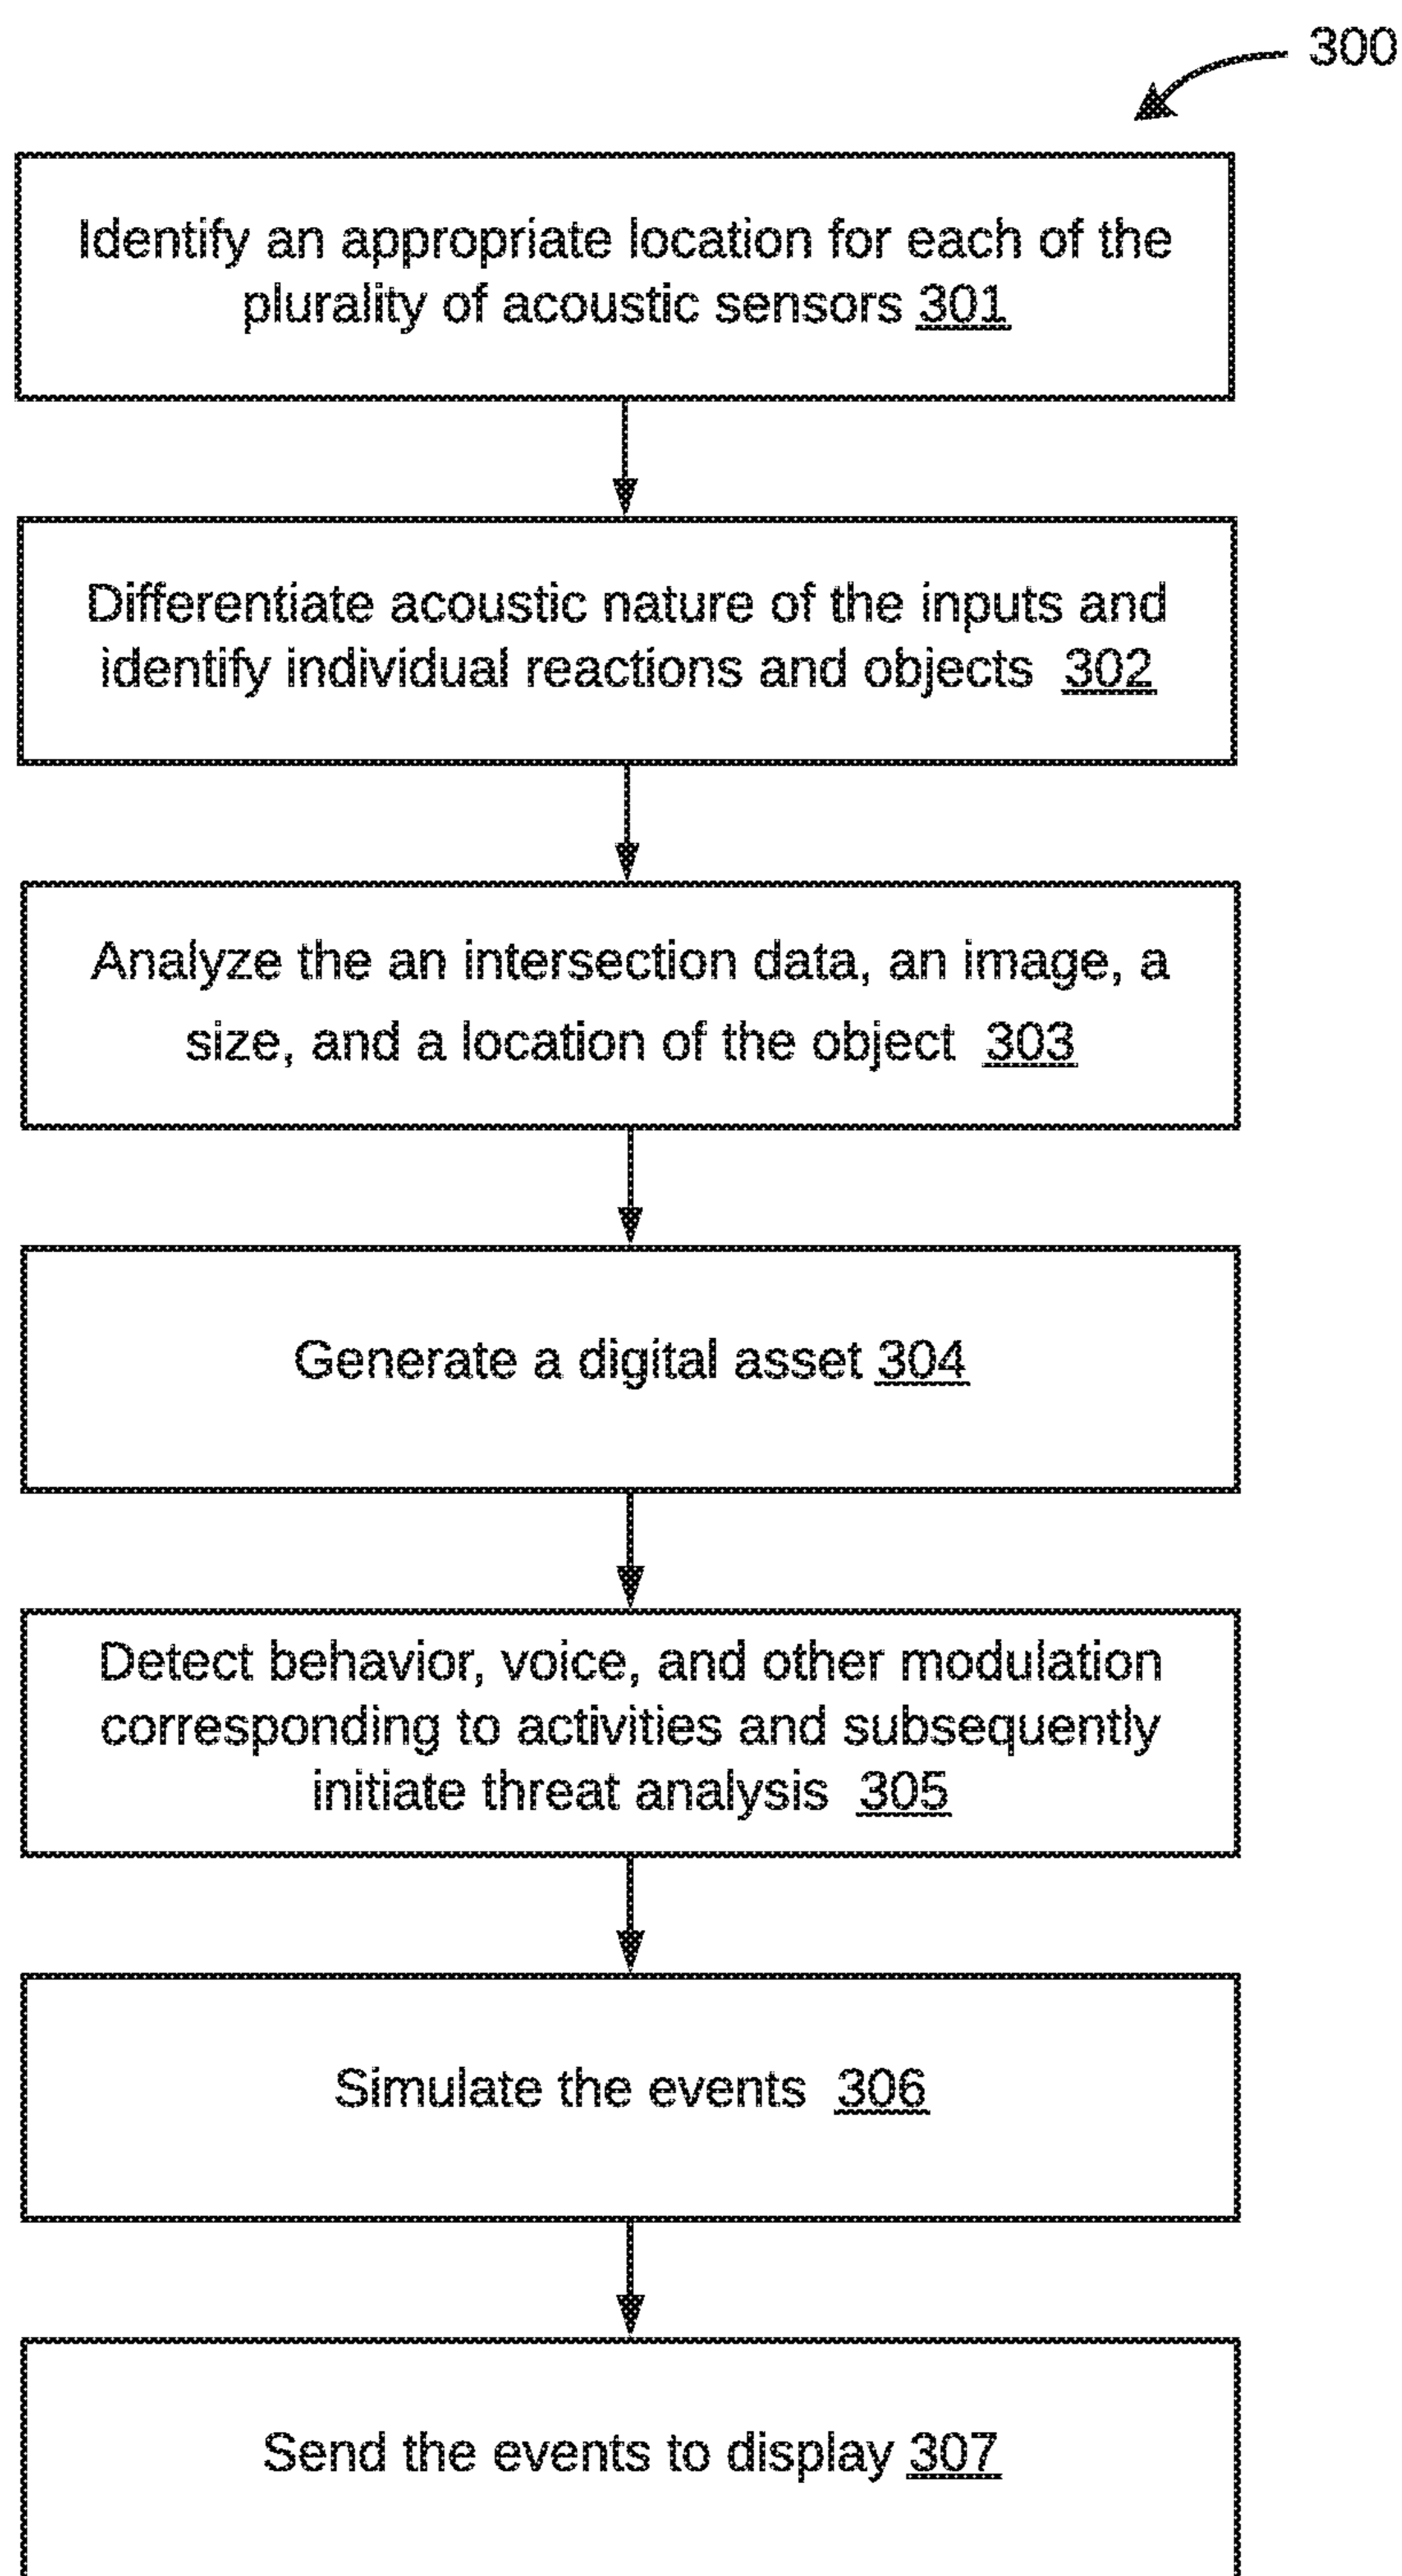 300
Identify an appropriate location for each of the
plurality of acoustic sensors 301
Differentiate acoustic nature of the inputs and
identify individual reactions and objects 302
Analyze the an intersection data, an image, a
size, and a location of the object 303
Generate a digital asset 304
Detect behavior, voice, and other modulation
corresponding to activities and subsequently
initiate threat analysis 305
Simulate the events 306
Send the events to display 307